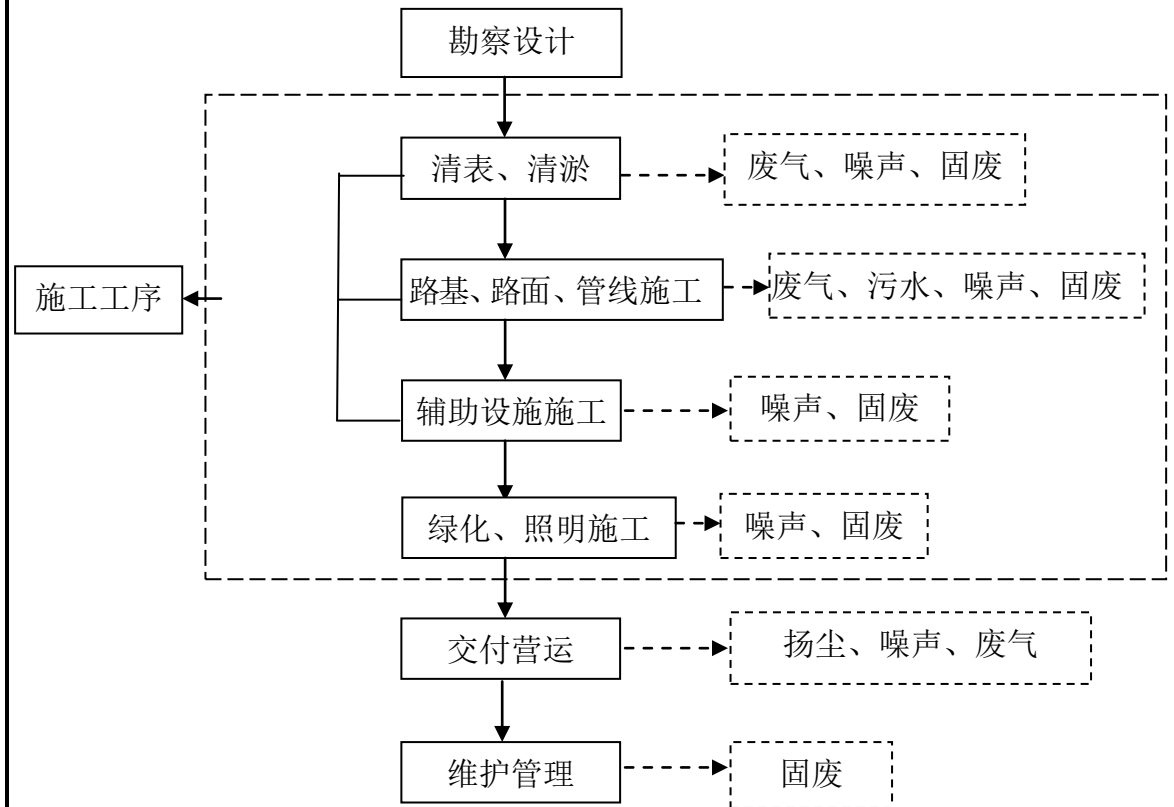 勘察设计
清表、清淤
废气、噪声、固废
施工工序
路基、路面、管线施工
废气、污水、噪声、固废
辅助设施施工
噪声、固废
绿化、照明施工
噪声、固废
交付营运
扬尘、噪声、废气
维护管理
固废